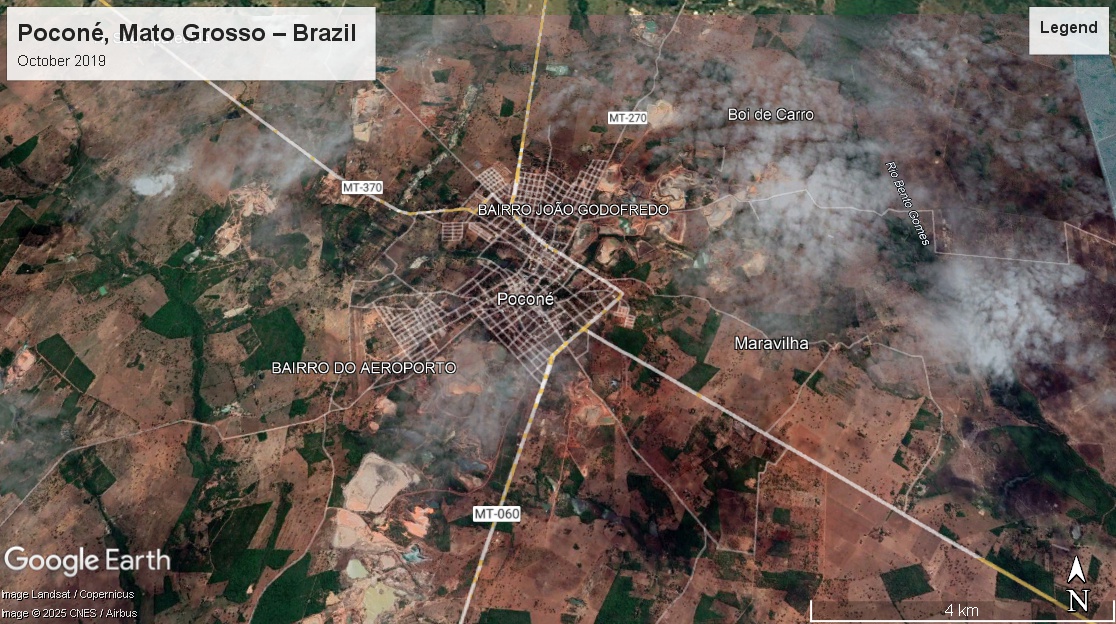 Poconé, Mato Grosso – Brazil
October 2019
Legend
MT-270
Boi de Carro
MT-370
Rio Bento Gomes
BAIRRO JOÃO GODOFREDO
Poconé
Maravilha
BAIRRO DO AEROPORTO
MT-060
Google Earth
Image Landsat / Copernicus
Image © 2025 CNES / Airbus
4 km
N